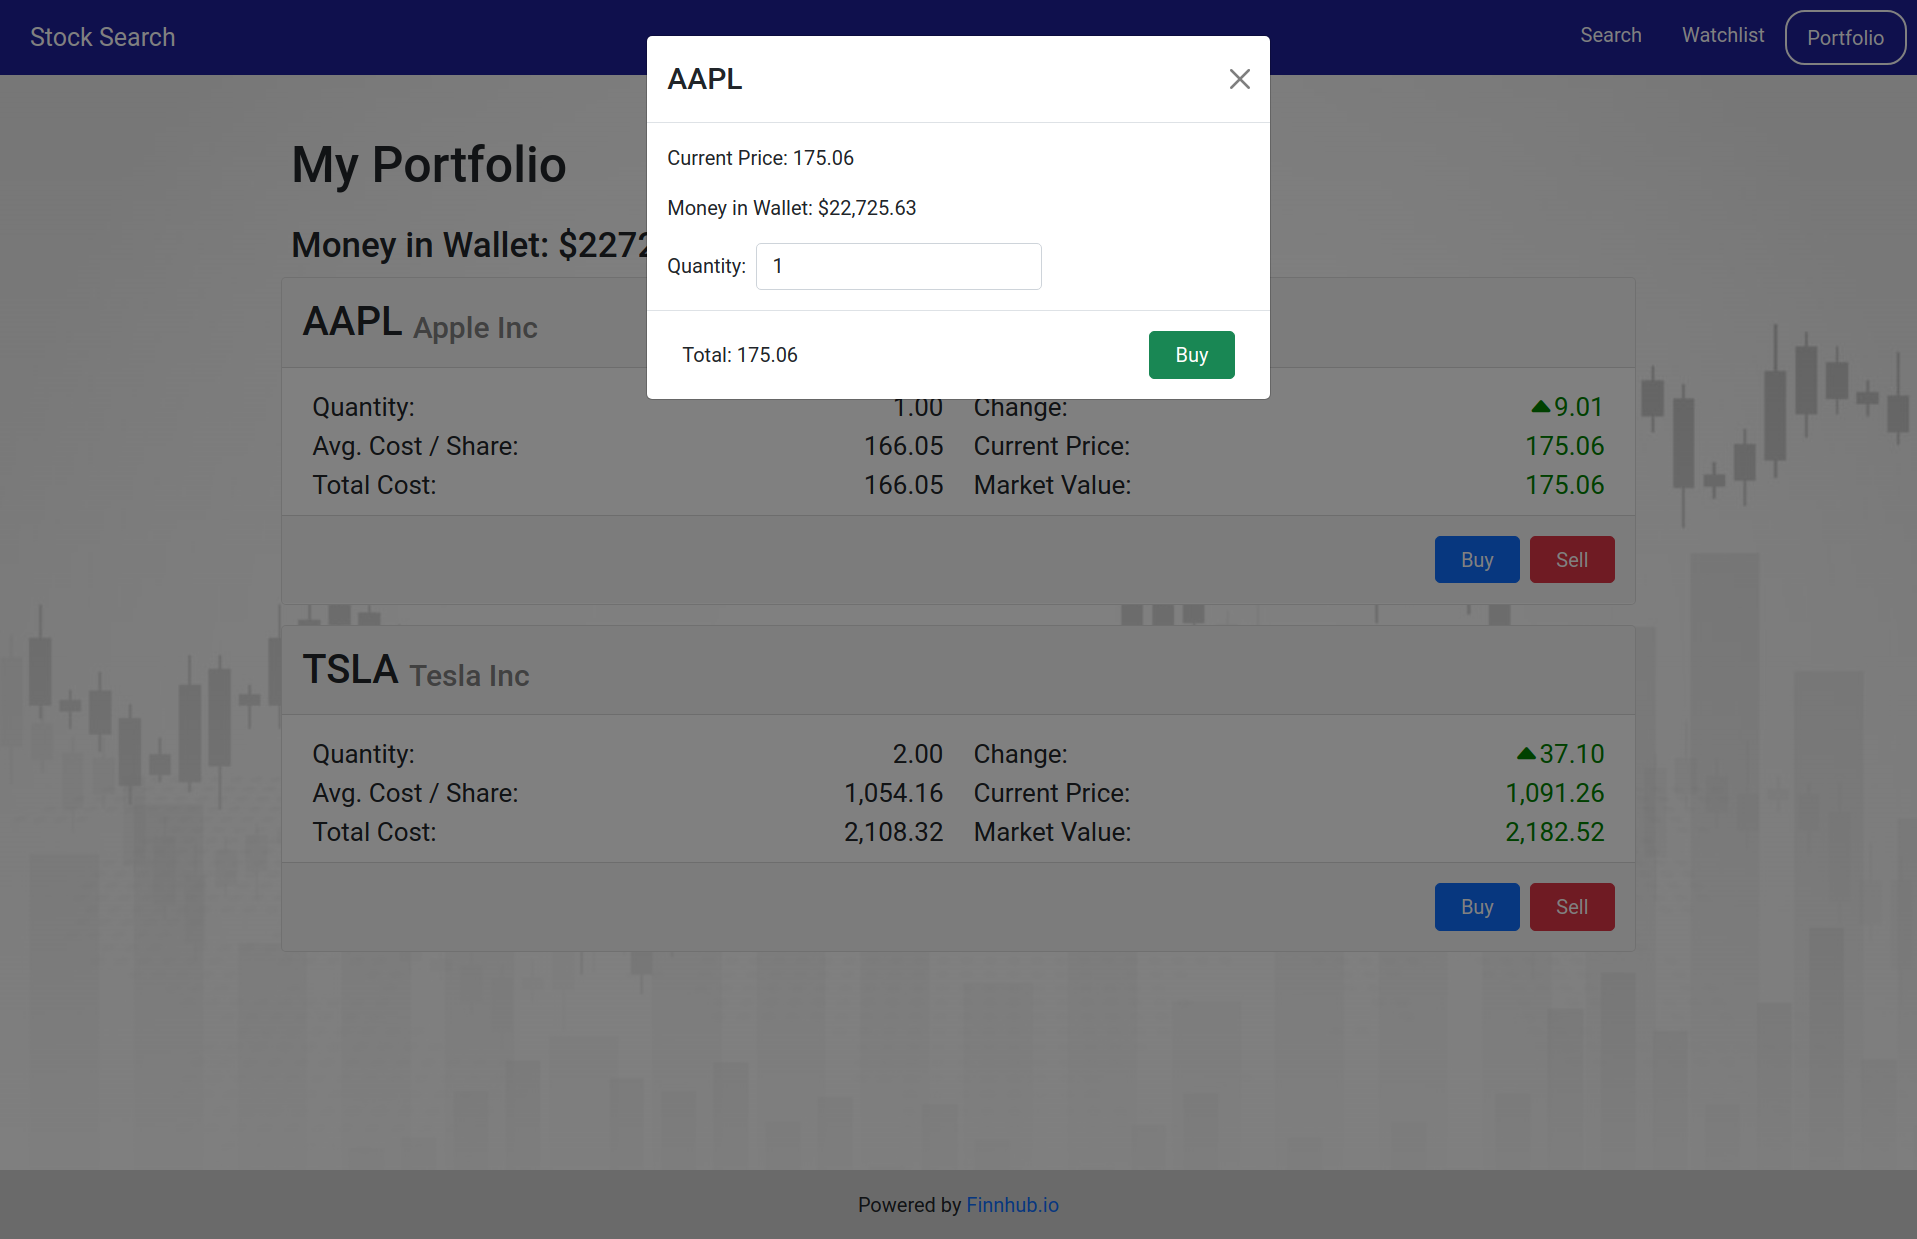 Stock Search
Search
Watchlist
Portfolio
AAPL
Current Price: 175.06
Money in Wallet: $22,725.63
Quantity: 1
Total: 175.06
Buy
My Portfolio
Money in Wallet: $2272
AAPL Apple Inc
Quantity: 1.00 Change: 9.01
Avg. Cost / Share: 166.05 Current Price: 175.06
Total Cost: 166.05 Market Value: 175.06
Buy Sell
TSLA Tesla Inc
Quantity: 2.00 Change: 37.10
Avg. Cost / Share: 1,054.16 Current Price: 1,091.26
Total Cost: 2,108.32 Market Value: 2,182.52
Buy Sell
Powered by Finnhub.io